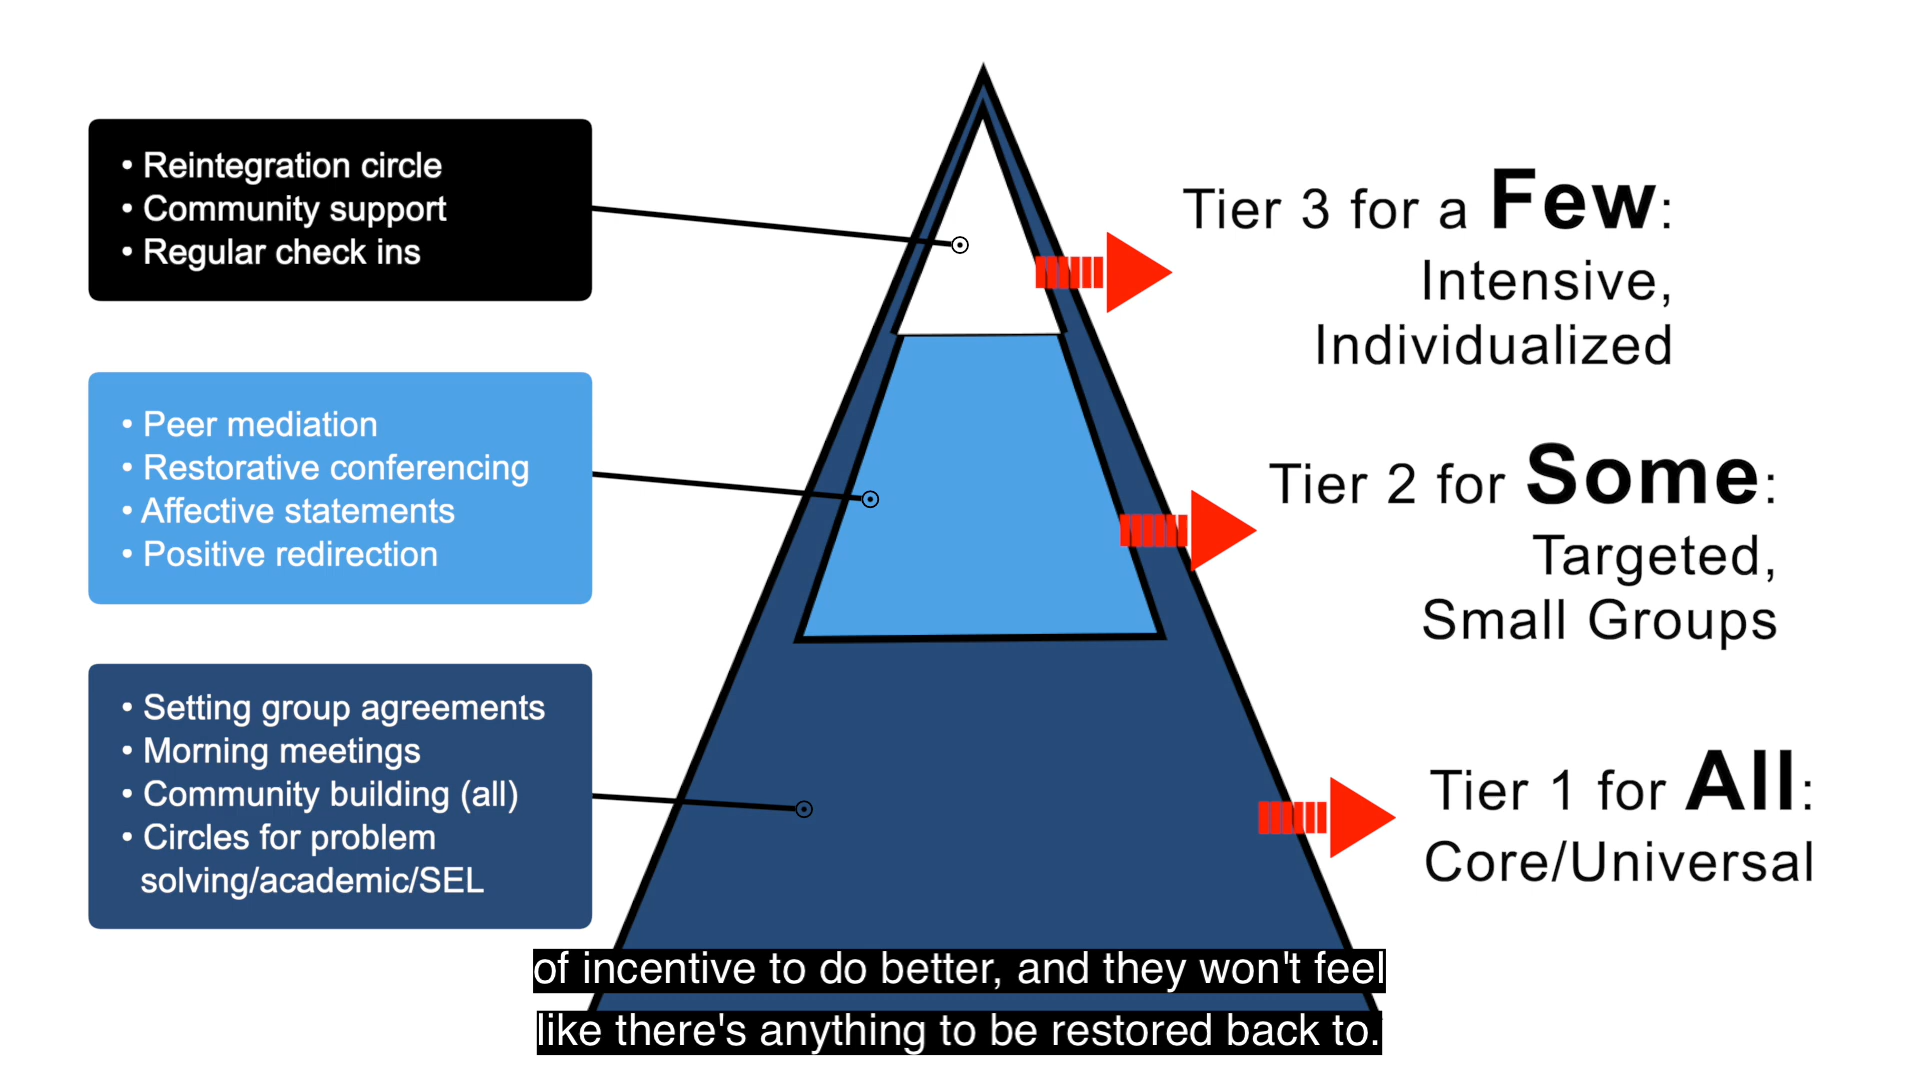 • Reintegration circle
• Community support
• Regular check ins
Tier 3 for a Few:
Intensive,
Individualized
• Peer mediation
• Restorative conferencing
• Affective statements
• Positive redirection
Tier 2 for Some:
Targeted,
Small Groups
• Setting group agreements
• Morning meetings
• Community building (all)
• Circles for problem
solving/academic/SEL
Tier 1 for All:
Core/Universal
of incentive to do better, and they won't feel
like there's anything to be restored back to.